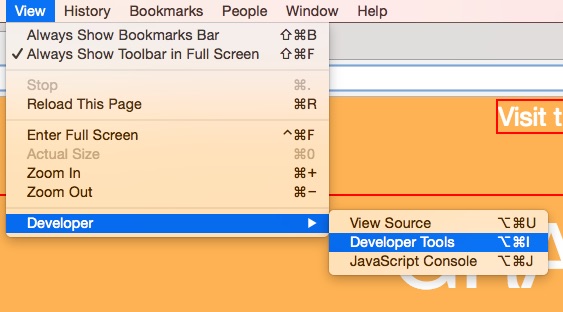 View History Bookmarks People Window Help
Always Show Bookmarks Bar ⇧⌘B
✓ Always Show Toolbar in Full Screen ⇧⌘F
Stop ⌘.
Reload This Page ⌘R
Visit t
Enter Full Screen ^⌘F
Actual Size ⌘0
Zoom In ⌘+
Zoom Out ⌘−
Developer ▶
View Source ⌥⌘U
Developer Tools ⌥⌘I
JavaScript Console ⌥⌘J